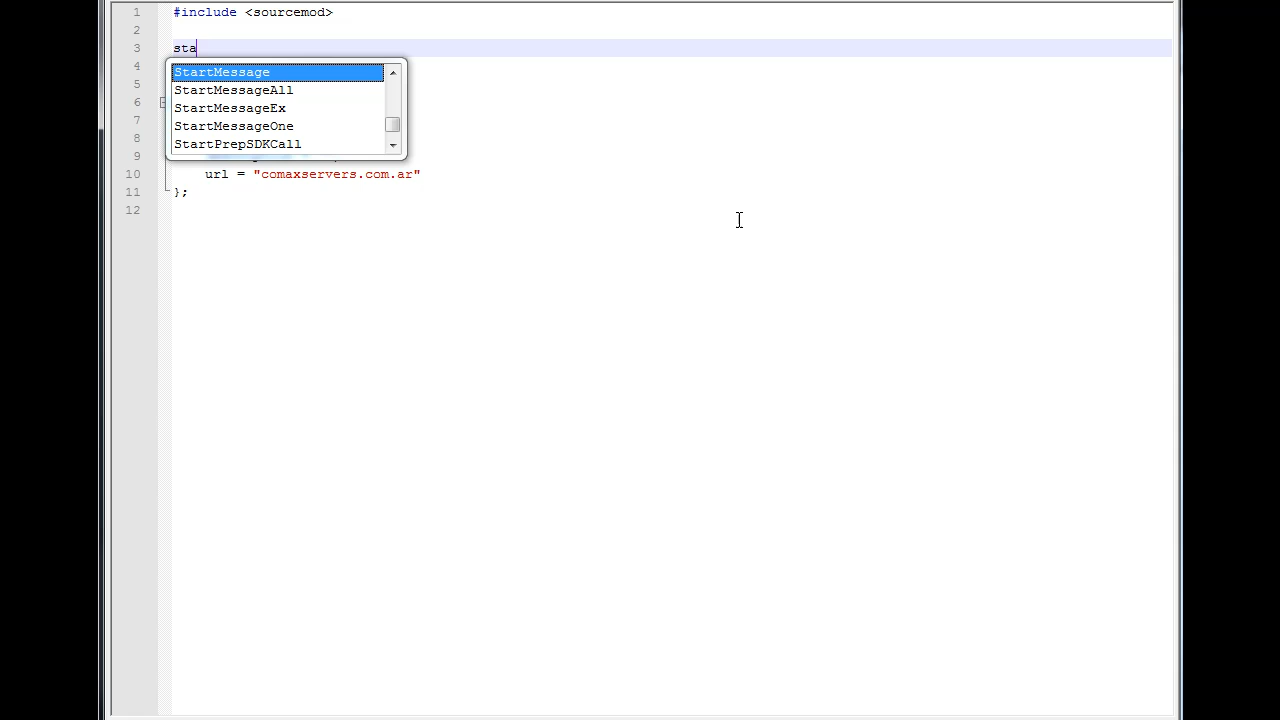 1 #include <sourcemod>
2
3 sta
4 StartMessage
StartMessageAll
5 StartMessageEx
6 StartMessageOne
7 StartPrepSDKCall
8
9
10 url = "comaxservers.com.ar"
11 };
12